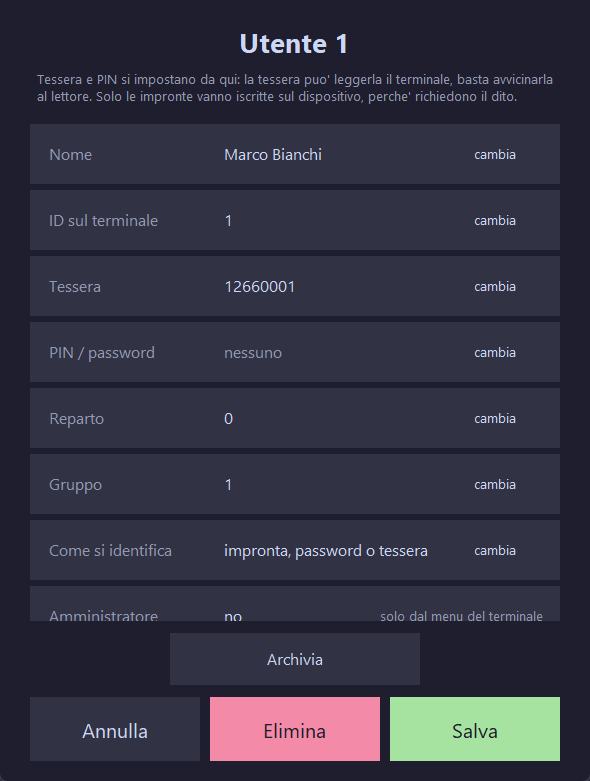 Utente 1
Tessera e PIN si impostano da qui: la tessera puo' leggerla il terminale, basta avvicinarla
al lettore. Solo le impronte vanno iscritte sul dispositivo, perche' richiedono il dito.
Nome Marco Bianchi cambia
ID sul terminale 1 cambia
Tessera 12660001 cambia
PIN / password nessuno cambia
Reparto 0 cambia
Gruppo 1 cambia
Come si identifica impronta, password o tessera cambia
Amministratore no solo dal menu del terminale
Archivia
Annulla Elimina Salva